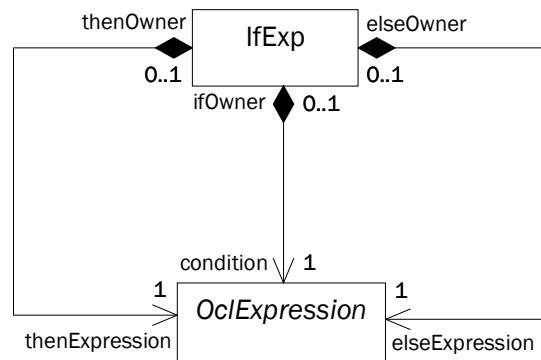 thenOwner
IfExp
elseOwner
0..1
0..1
ifOwner
0..1
condition
1
1
1
OclExpression
thenExpression
elseExpression